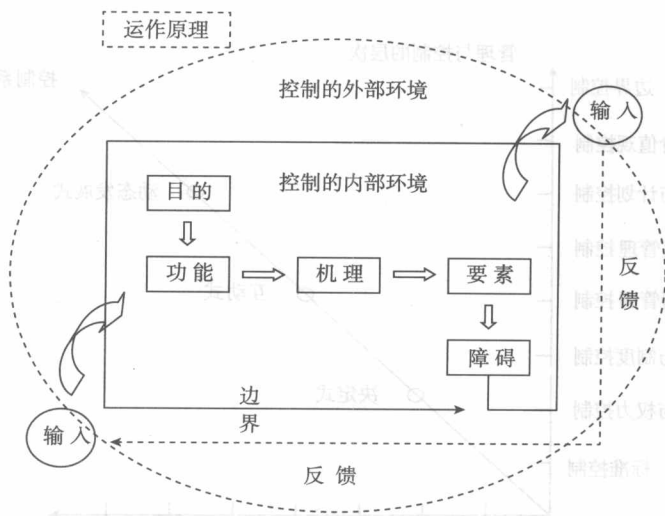 运作原理
控制的外部环境
输入
控制的内部环境
目的
功能
机理
要素
反馈
障碍
边界
输入
反馈